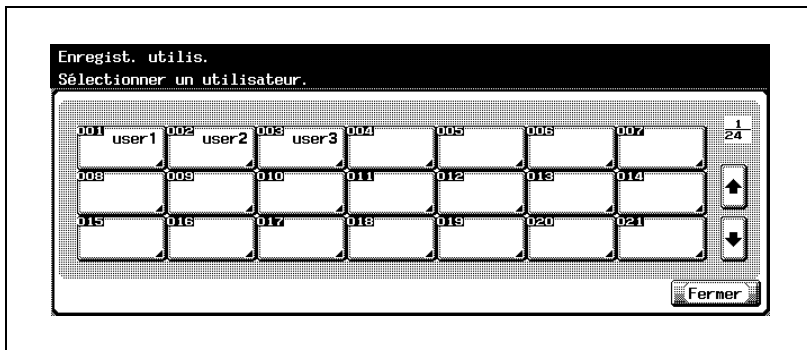 Enregist. utilis.
Sélectionner un utilisateur.
001 user1 002 user2 003 user3 004 005 006 007
1
24
008 009 010 011 012 013 014
015 016 017 018 019 020 021
Fermer